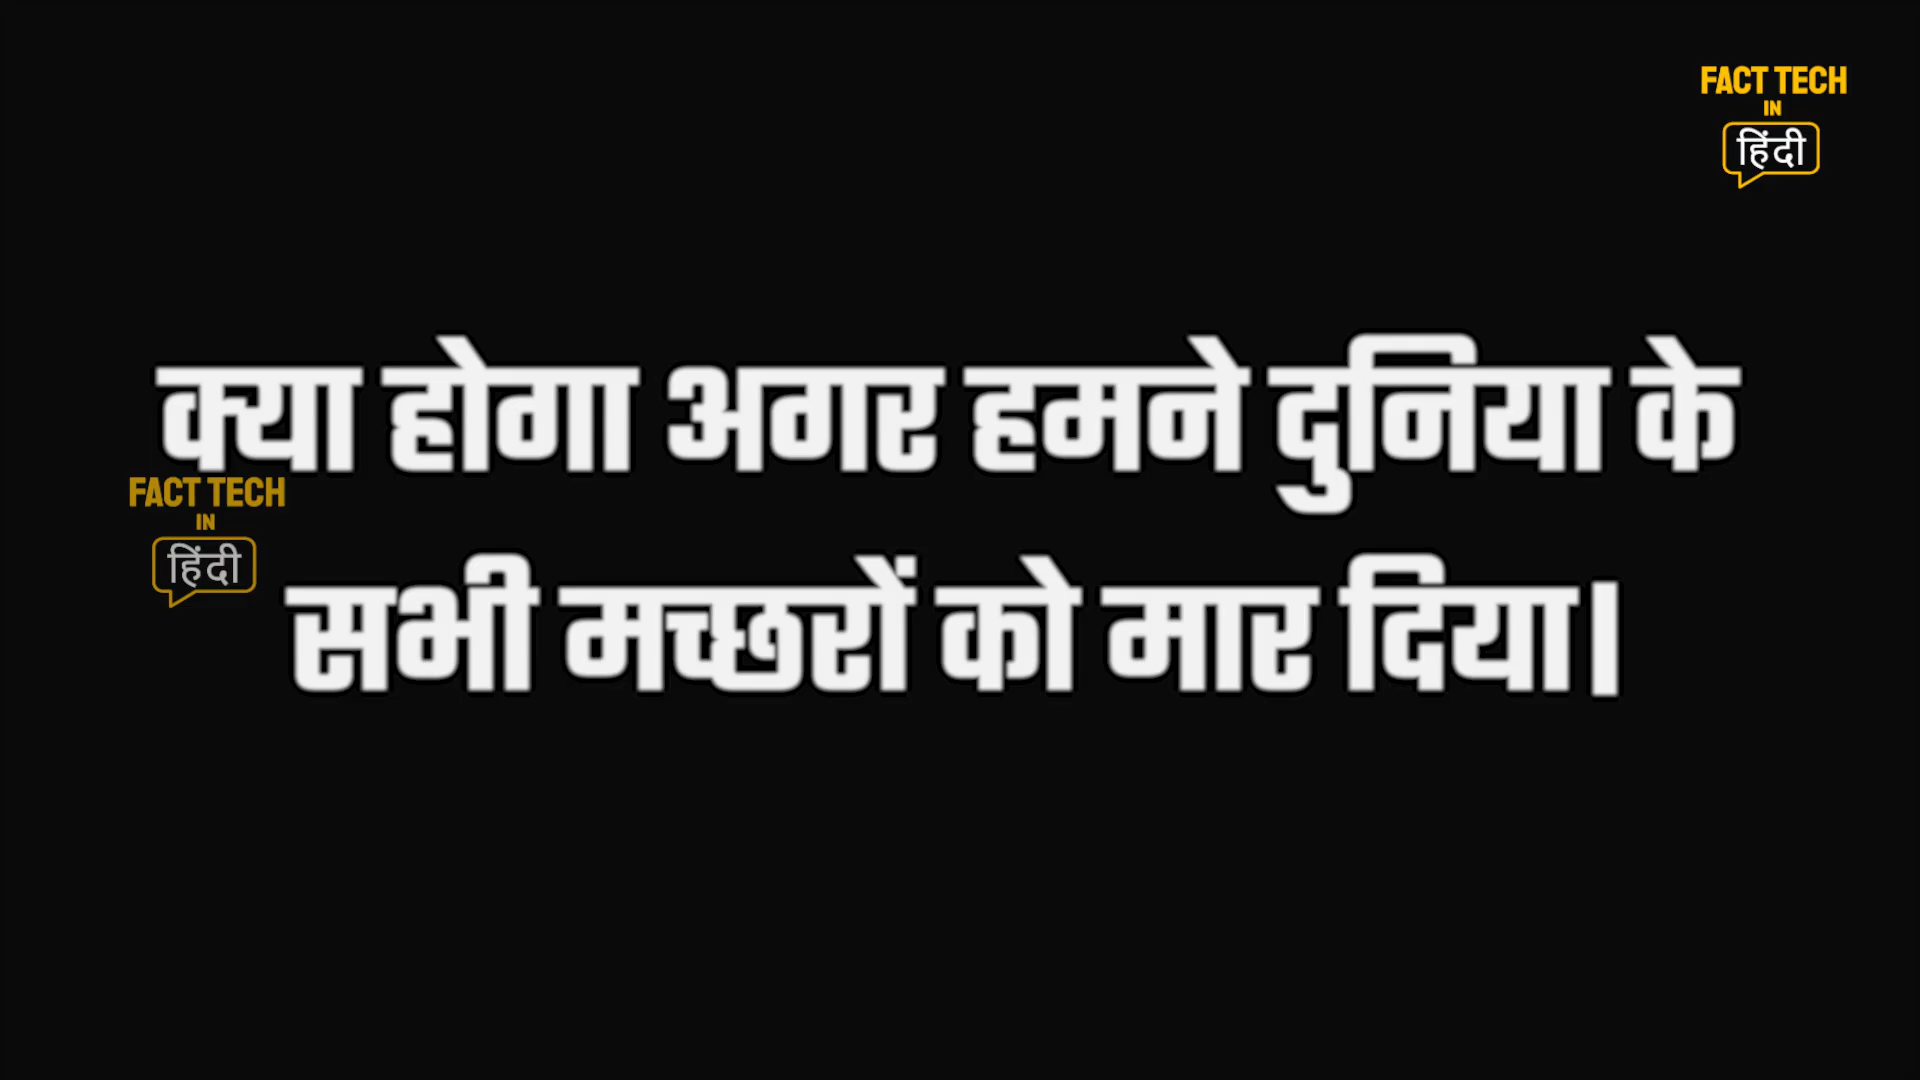 FACT TECH
IN
हिंदी
क्या होगा अगर हमने दुनिया के
FACT TECH
IN
हिंदी
सभी मच्छरों को मार दिया।